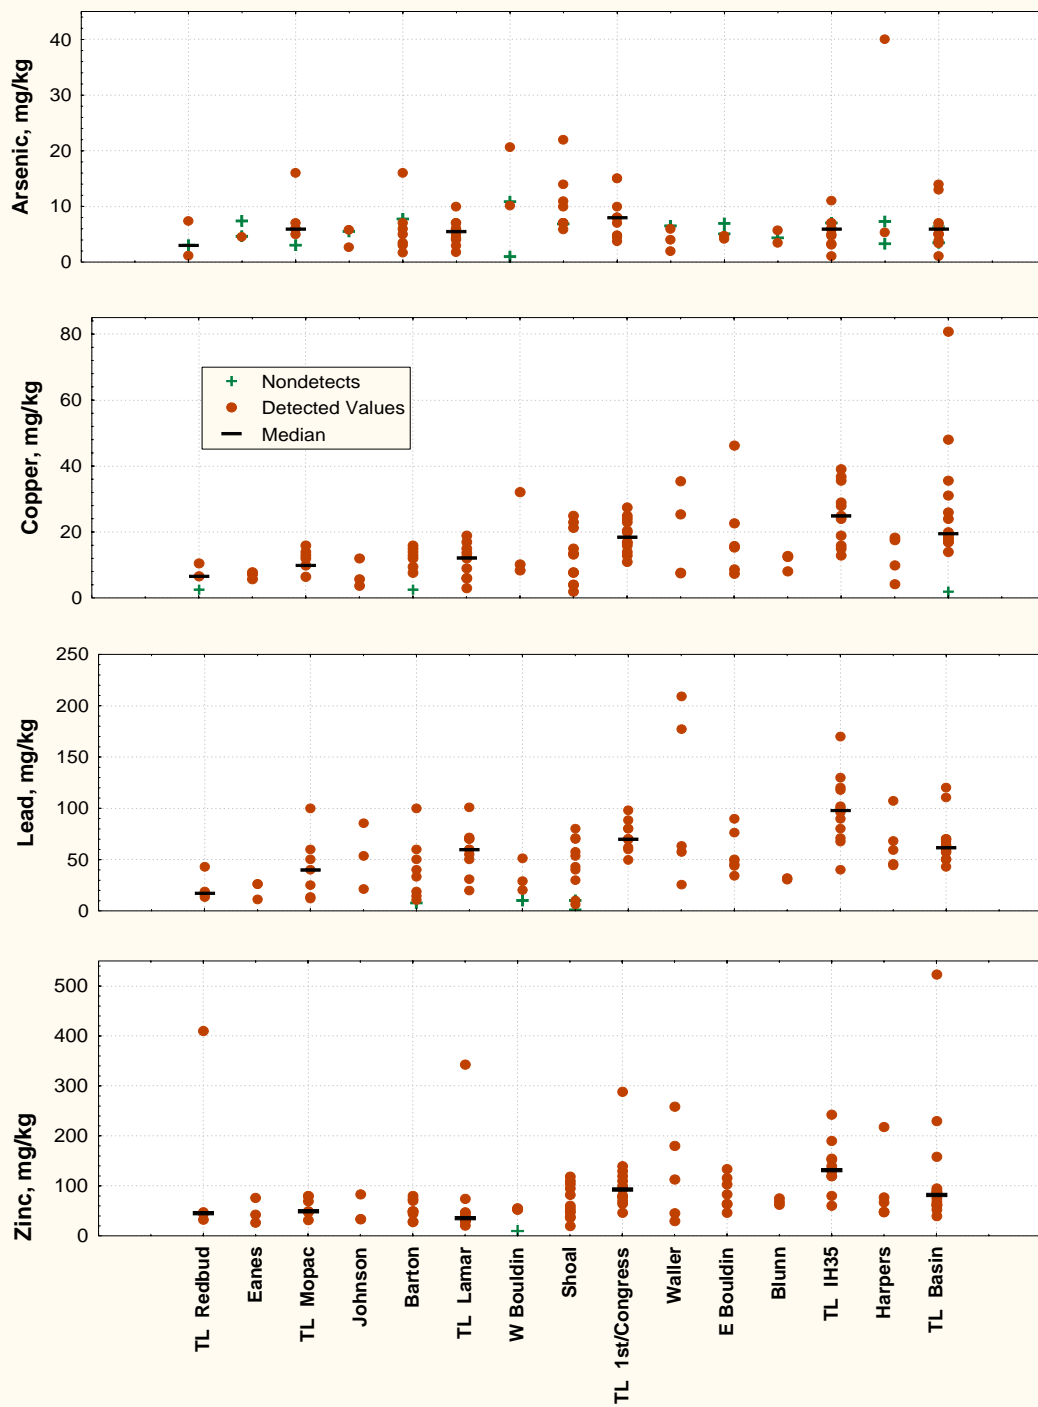 Arsenic, mg/kg
40
30
20
10
0
Copper, mg/kg
80
60
40
20
0
Nondetects
Detected Values
Median
Lead, mg/kg
250
200
150
100
50
0
Zinc, mg/kg
500
400
300
200
100
0
TL Redbud
Eanes
TL Mopac
Johnson
Barton
TL Lamar
W Bouldin
Shoal
TL 1st/Congress
Waller
E Bouldin
Blunn
TL IH35
Harpers
TL Basin